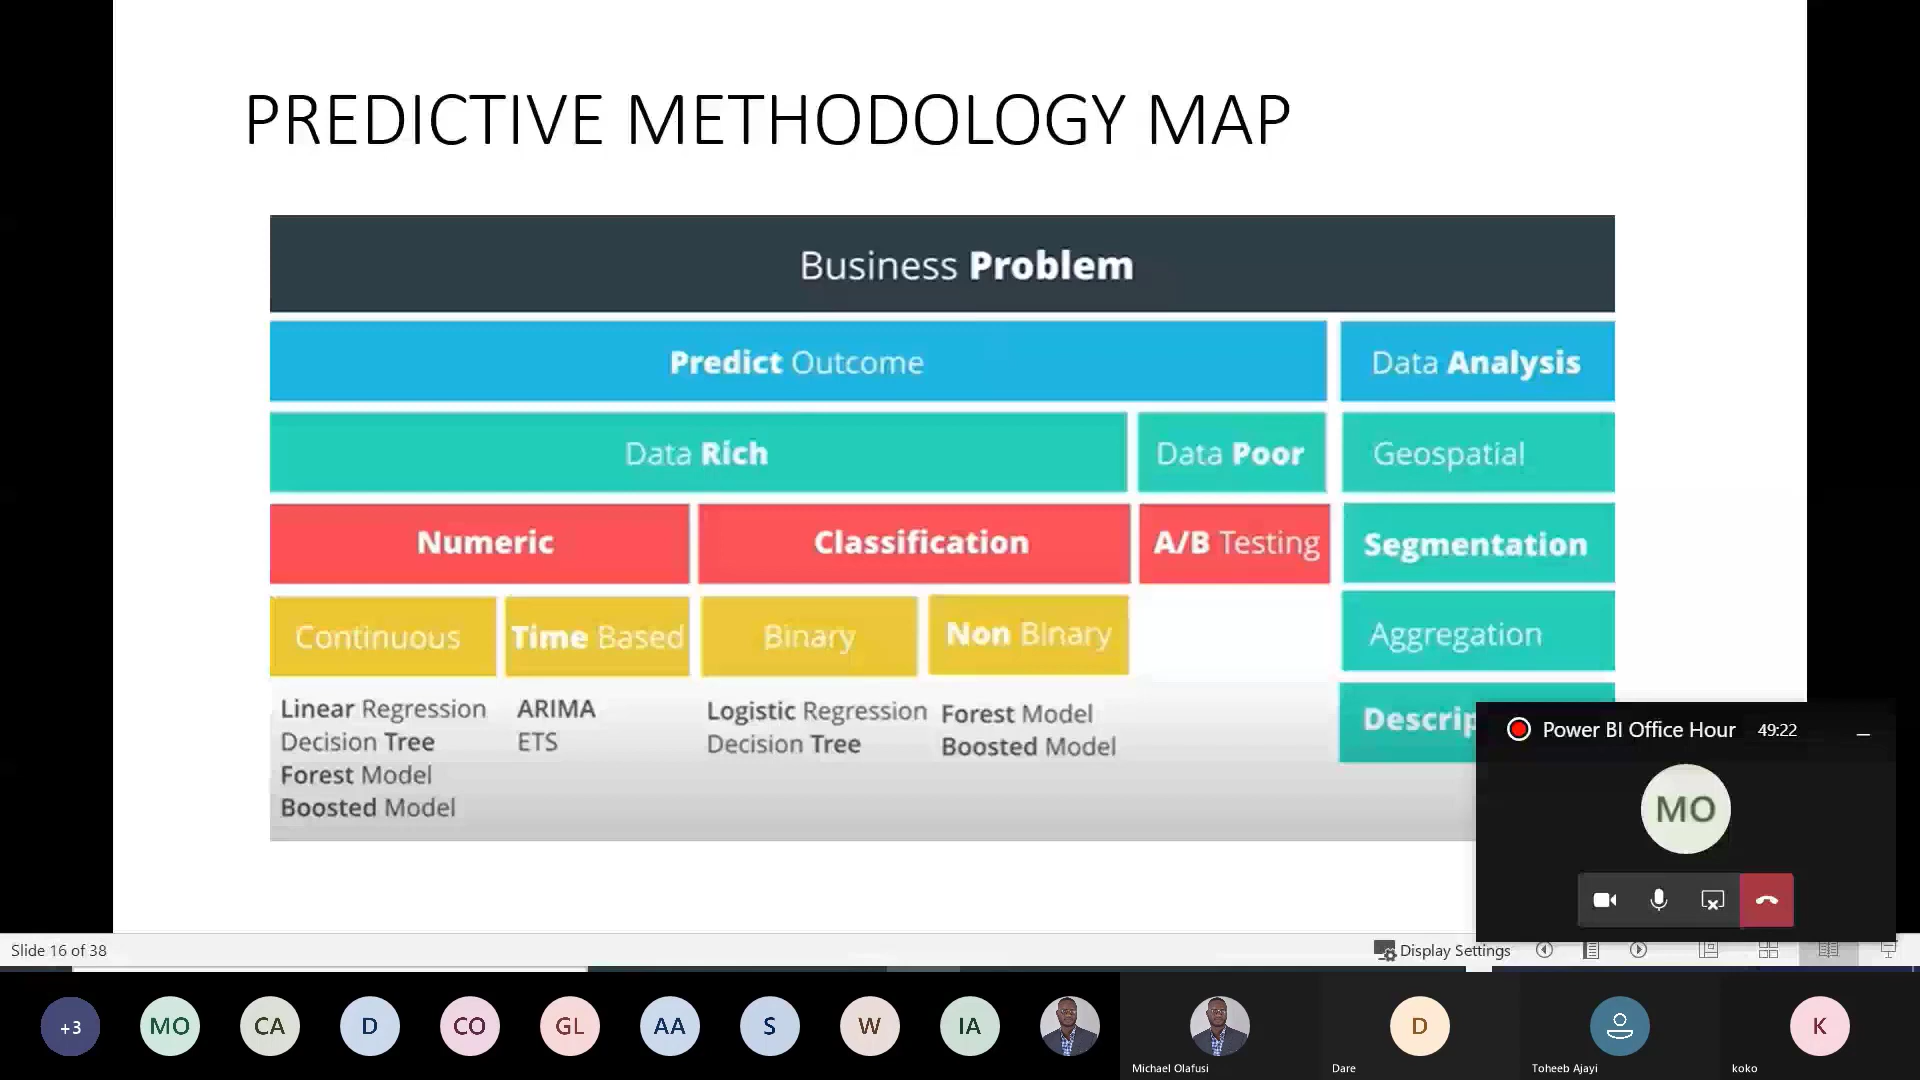 PREDICTIVE METHODOLOGY MAP
Business Problem
Predict Outcome
Data Analysis
Data Rich
Data Poor
Geospatial
Numeric
Classification
A/B Testing
Segmentation
Continuous
Time Based
Binary
Non Binary
Aggregation
Linear Regression
Decision Tree
Forest Model
Boosted Model
ARIMA
ETS
Logistic Regression
Decision Tree
Forest Model
Boosted Model
Descrip
Power BI Office Hour 49:22
MO
Slide 16 of 38
Display Settings
+3
MO
CA
D
CO
GL
AA
S
W
IA
Michael Olafusi
D
Dare
Toheeb Ajayi
K
koko